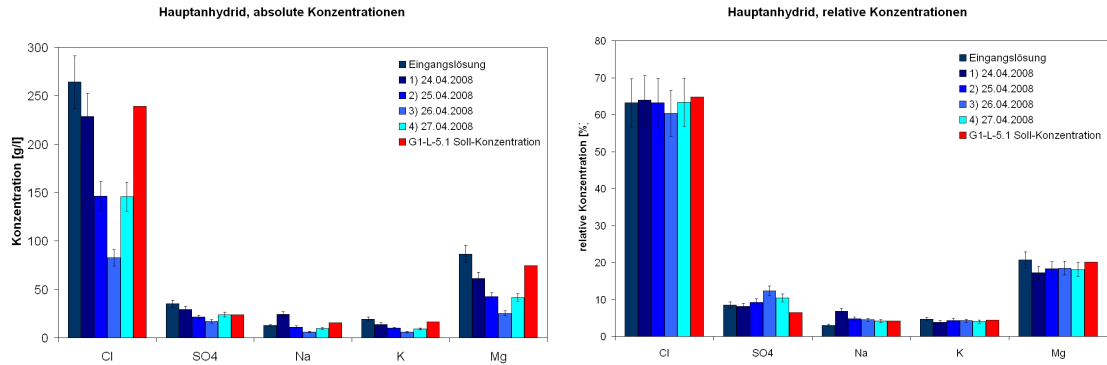 Hauptanhydrid, absolute Konzentrationen
Konzentration [g/l]
300
250
200
150
100
50
0
Cl SO4 Na K Mg
Eingangslösung
1) 24.04.2008
2) 25.04.2008
3) 26.04.2008
4) 27.04.2008
G1-L-5.1 Soll-Konzentration
Hauptanhydrid, relative Konzentrationen
relative Konzentration [%]
80
70
60
50
40
30
20
10
0
Cl SO4 Na K Mg
Eingangslösung
1) 24.04.2008
2) 25.04.2008
3) 26.04.2008
4) 27.04.2008
G1-L-5.1 Soll-Konzentration